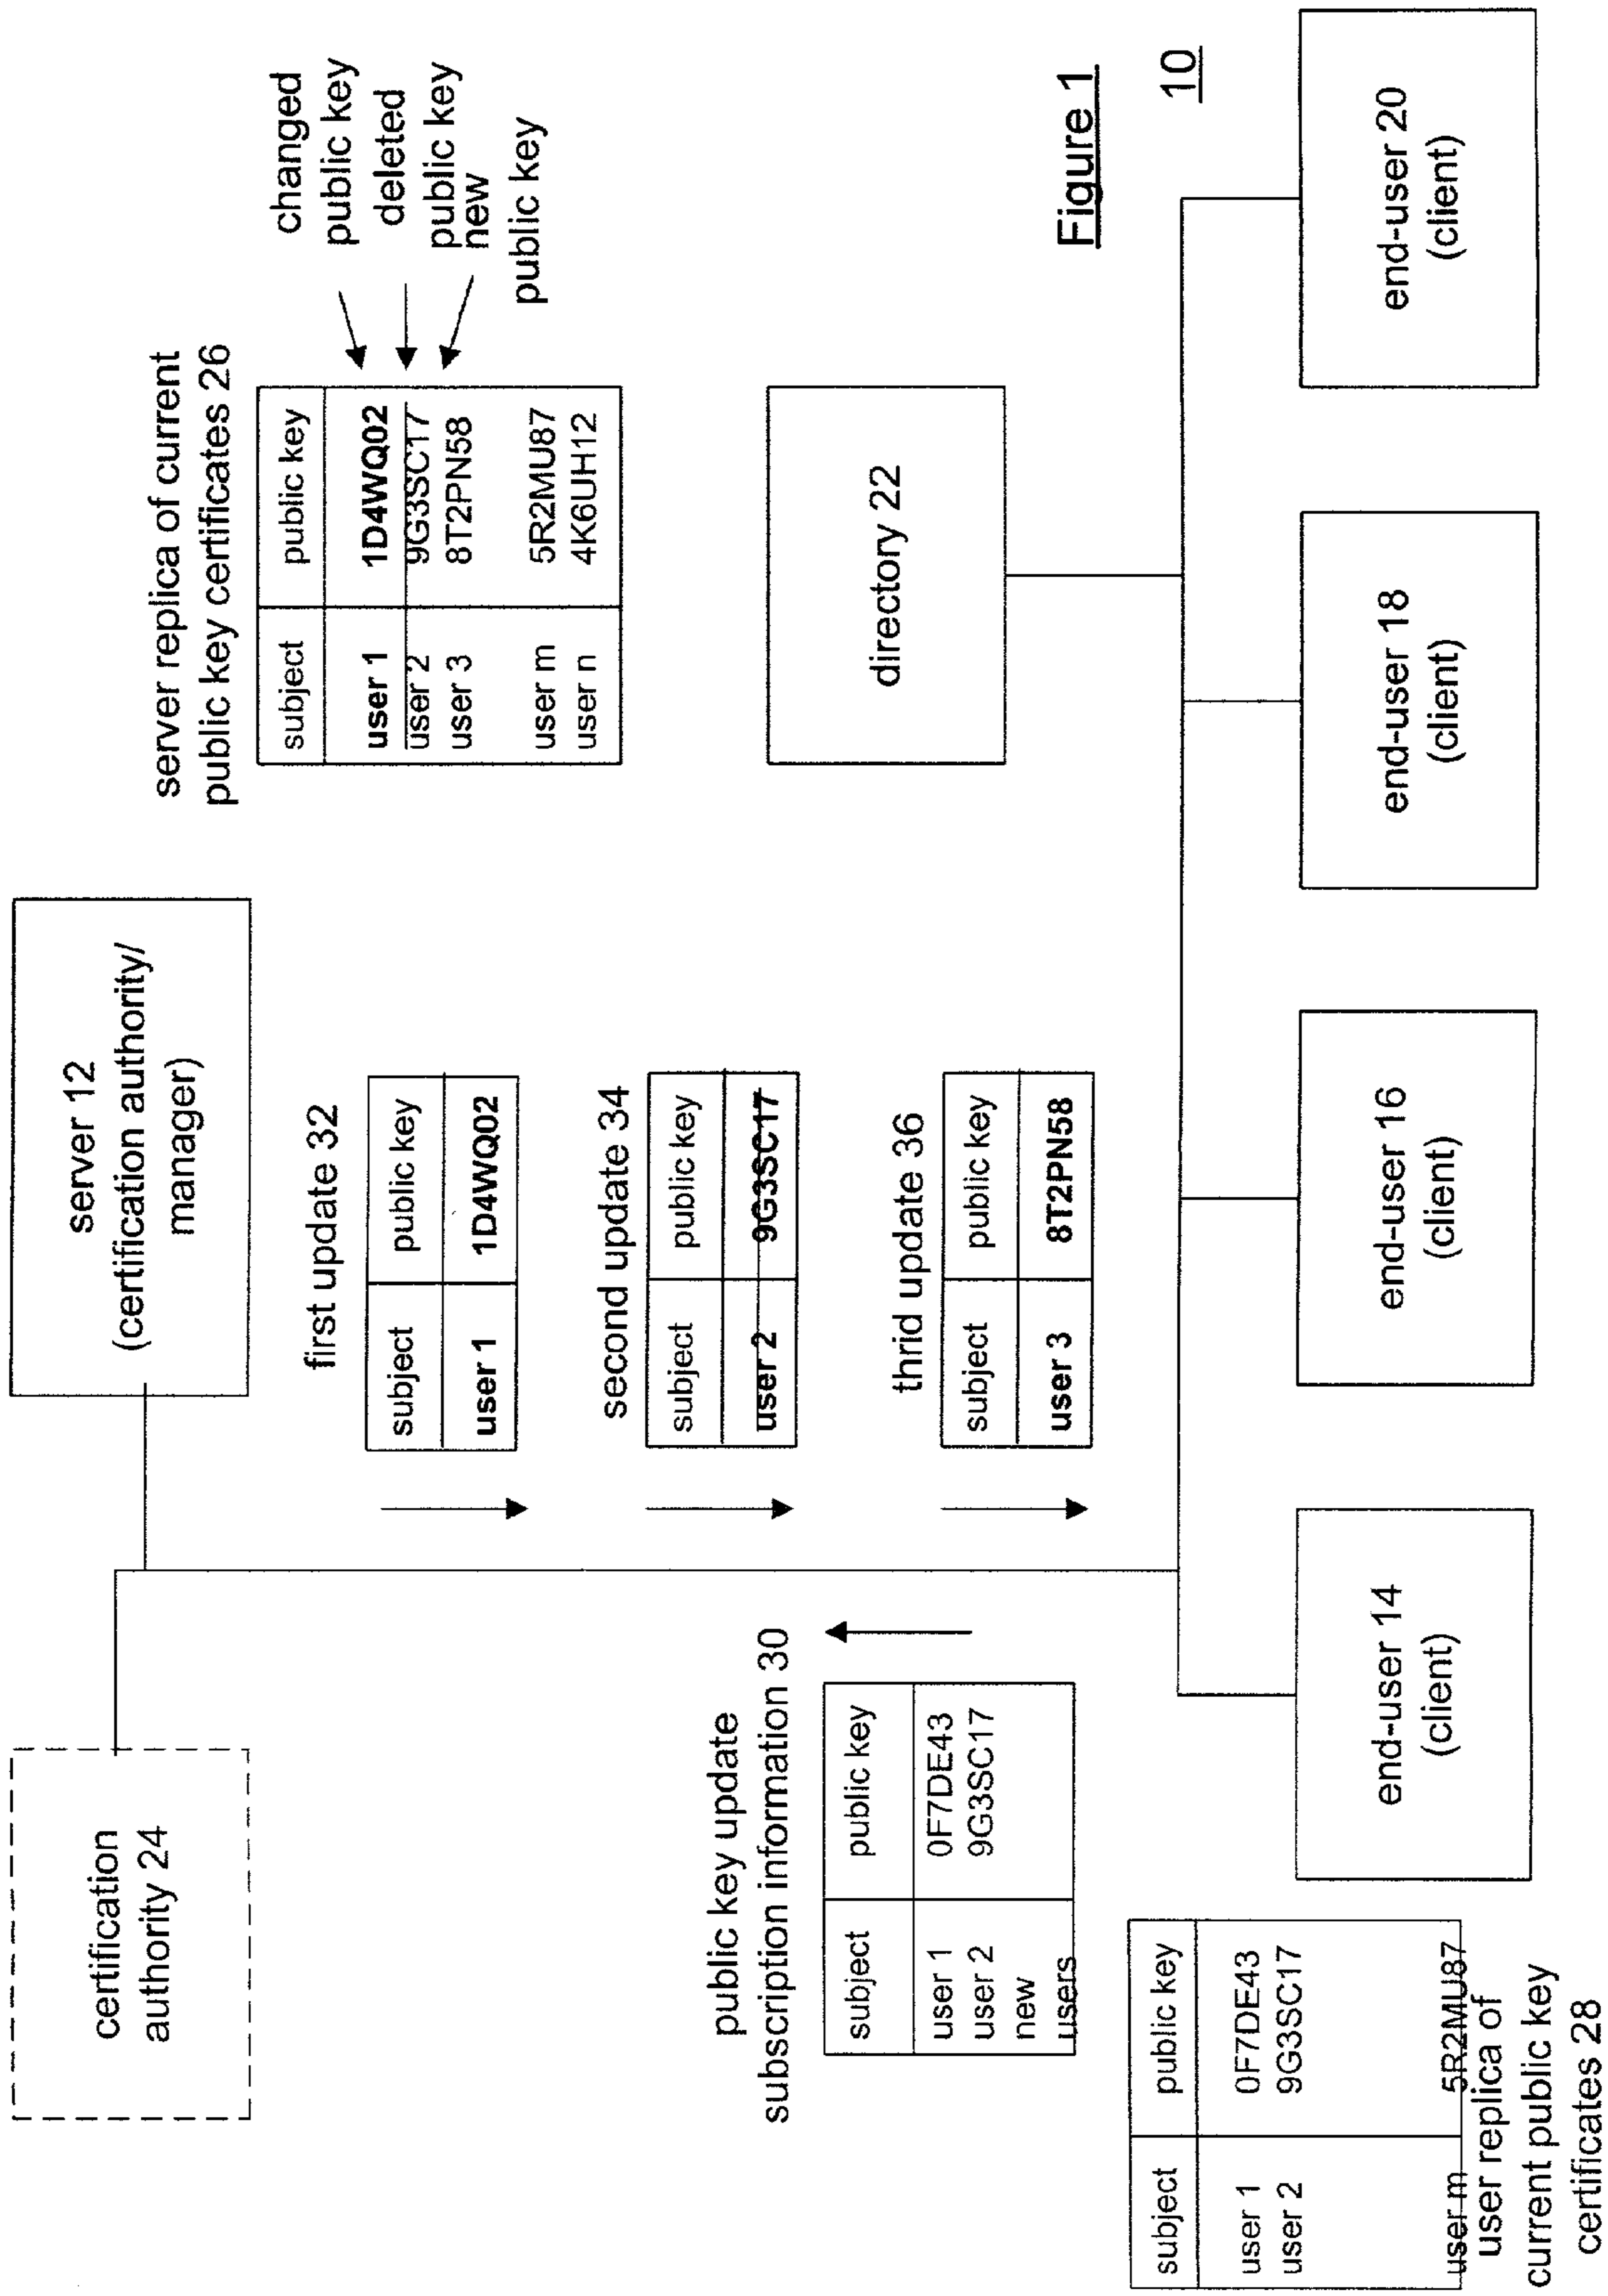 certification
authority 24
server 12
(certification authority/
manager)
server replica of current
public key certificates 26
subject public key
user 1 1D4WQ02
user 2 9G3SC17
user 3 8T2PN58
user m 5R2MU87
user n 4K6UH12
changed
public key
deleted
public key
new
public key
first update 32
subject public key
user 1 1D4WQ02
second update 34
subject public key
user 2 9G3SC17
thrid update 36
subject public key
user 3 8T2PN58
public key update
subscription information 30
subject public key
user 1 0F7DE43
user 2 9G3SC17
new
users
directory 22
Figure 1
10
subject public key
user 1 0F7DE43
user 2 9G3SC17
user m 5R2MU87
user replica of
current public key
certificates 28
end-user 14
(client)
end-user 16
(client)
end-user 18
(client)
end-user 20
(client)